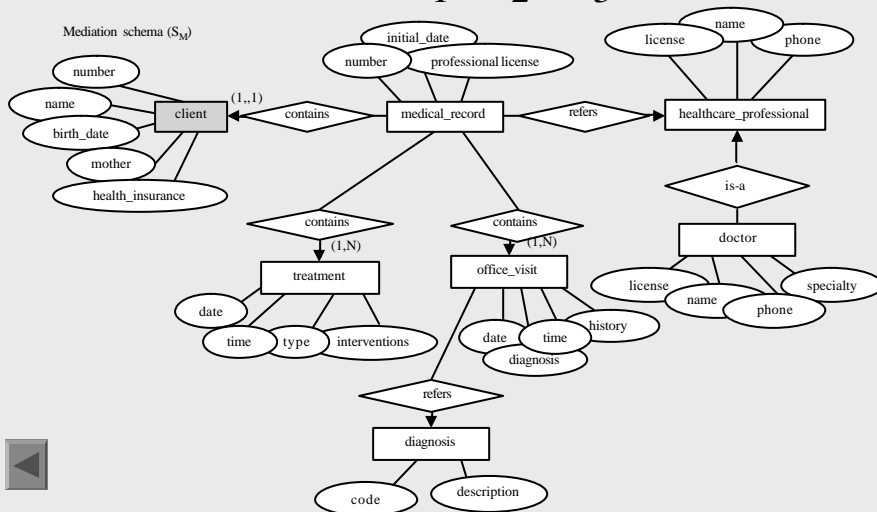 Mediation schema (SM)
number
name
birth_date
mother
health_insurance
client
(1,,1)
contains
initial_date
number
professional license
medical_record
refers
name
license
phone
healthcare_professional
is-a
doctor
license
name
phone
specialty
contains
(1,N)
treatment
date
time
type
interventions
contains
(1,N)
office_visit
date
diagnosis
time
history
refers
diagnosis
code
description